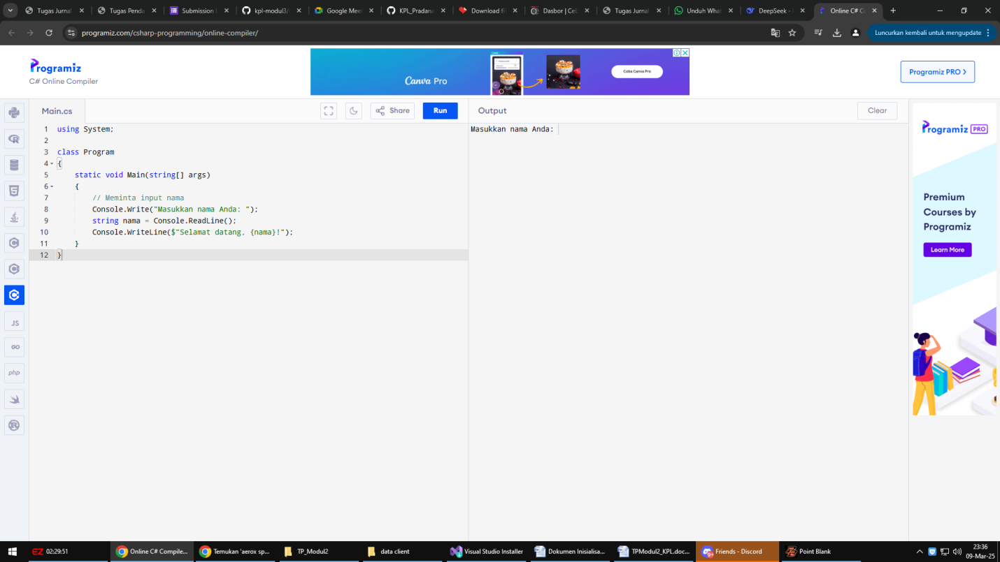 Tugas Jurnal
Tugas Penda
Submission
kpl-modul3/
Google Mee
KPL_Pradana
Download fi
Dasbor | CeL
Tugas Jurnal
Unduh What
DeepSeek -
Online C# Co
programiz.com/csharp-programming/online-compiler/
Luncurkan kembali untuk mengupdate
Programiz
C# Online Compiler
Canva Pro
Coba Canva Pro
Programiz PRO
Main.cs
Share
Run
Output
Clear
1 using System;
2
3 class Program
4 {
5 static void Main(string[] args)
6 {
7 // Meminta input nama
8 Console.Write("Masukkan nama Anda: ");
9 string nama = Console.ReadLine();
10 Console.WriteLine($"Selamat datang, {nama}!");
11 }
12 }
Masukkan nama Anda:
JS
GO
php
Programiz PRO
Premium
Courses by
Programiz
Learn More
EZ 02:29:51
Online C# Compile...
Temukan 'aerox sp...
TP_Modul2
data client
Visual Studio Installer
Dokumen Inisialisa...
TPModul2_KPL.doc...
9+
Friends - Discord
Point Blank
23:36
09-Mar-25